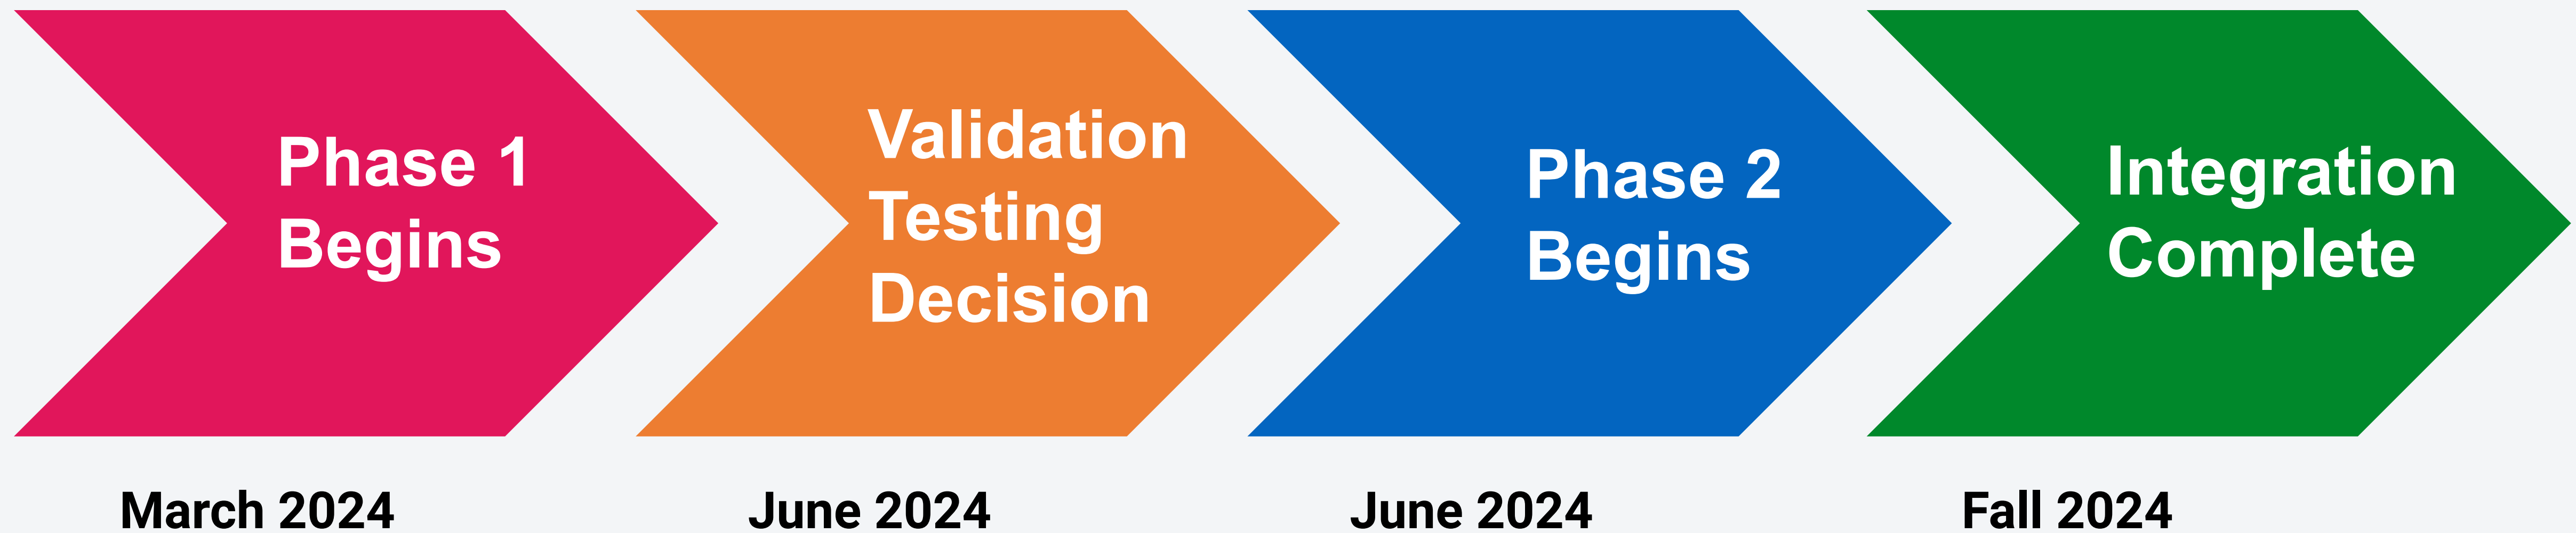 Phase 1
Begins
Validation
Testing
Decision
Phase 2
Begins
Integration
Complete
March 2024
June 2024
June 2024
Fall 2024